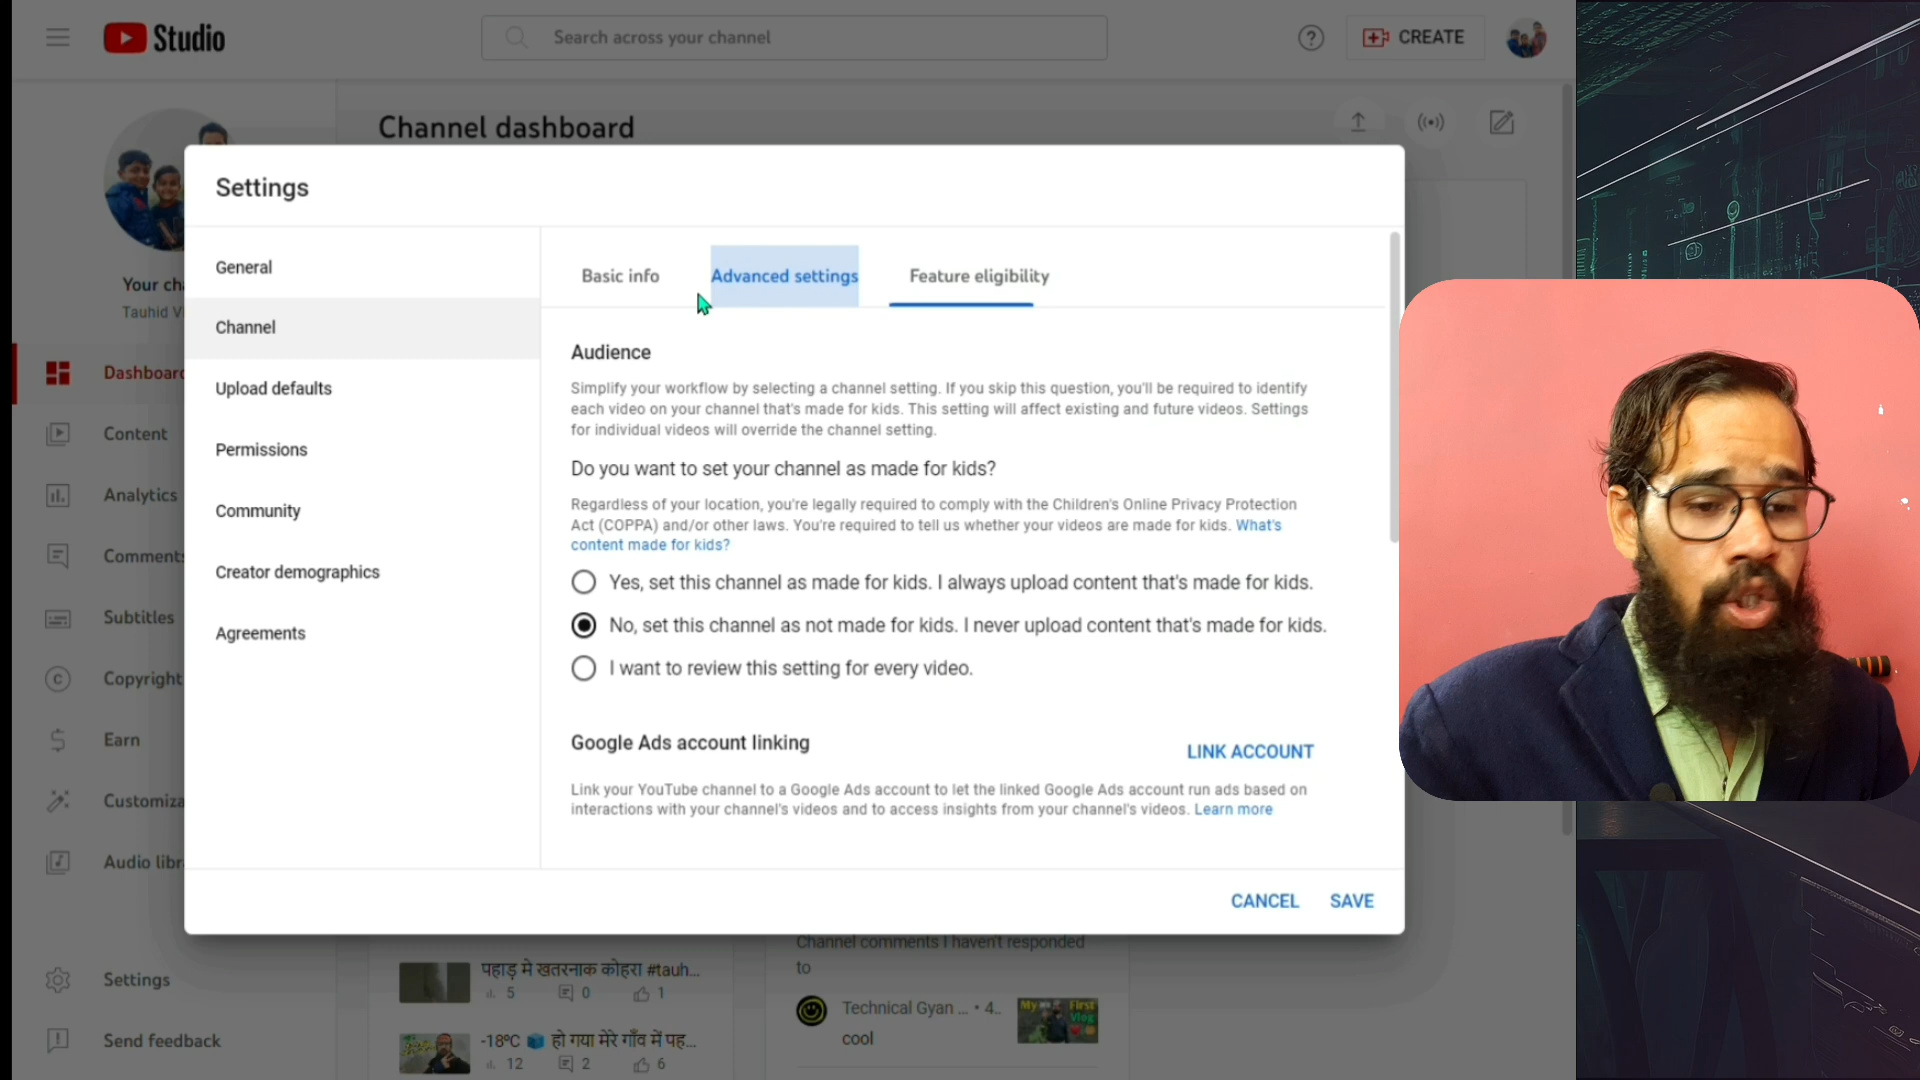 Studio
Search across your channel
CREATE
Channel dashboard
Your ch
Tauhid V
Dashboard
Content
Analytics
Comments
Subtitles
Copyright
Earn
Customiza
Audio libr
Settings
Send feedback
Settings
General
Channel
Upload defaults
Permissions
Community
Creator demographics
Agreements
Basic info
Advanced settings
Feature eligibility
Audience
Simplify your workflow by selecting a channel setting. If you skip this question, you'll be required to identify
each video on your channel that's made for kids. This setting will affect existing and future videos. Settings
for individual videos will override the channel setting.
Do you want to set your channel as made for kids?
Regardless of your location, you're legally required to comply with the Children's Online Privacy Protection
Act (COPPA) and/or other laws. You're required to tell us whether your videos are made for kids. What's
content made for kids?
Yes, set this channel as made for kids. I always upload content that's made for kids.
No, set this channel as not made for kids. I never upload content that's made for kids.
I want to review this setting for every video.
Google Ads account linking
LINK ACCOUNT
Link your YouTube channel to a Google Ads account to let the linked Google Ads account run ads based on
interactions with your channel's videos and to access insights from your channel's videos. Learn more
CANCEL SAVE
पहाड़ मे खतरनाक कोहरा #tauh...
5 0 1
-18ºC हो गया मेरे गाँव में पह...
12 2 6
Channel comments I haven't responded
to
Technical Gyan ... • 4..
cool
My First
Vlog